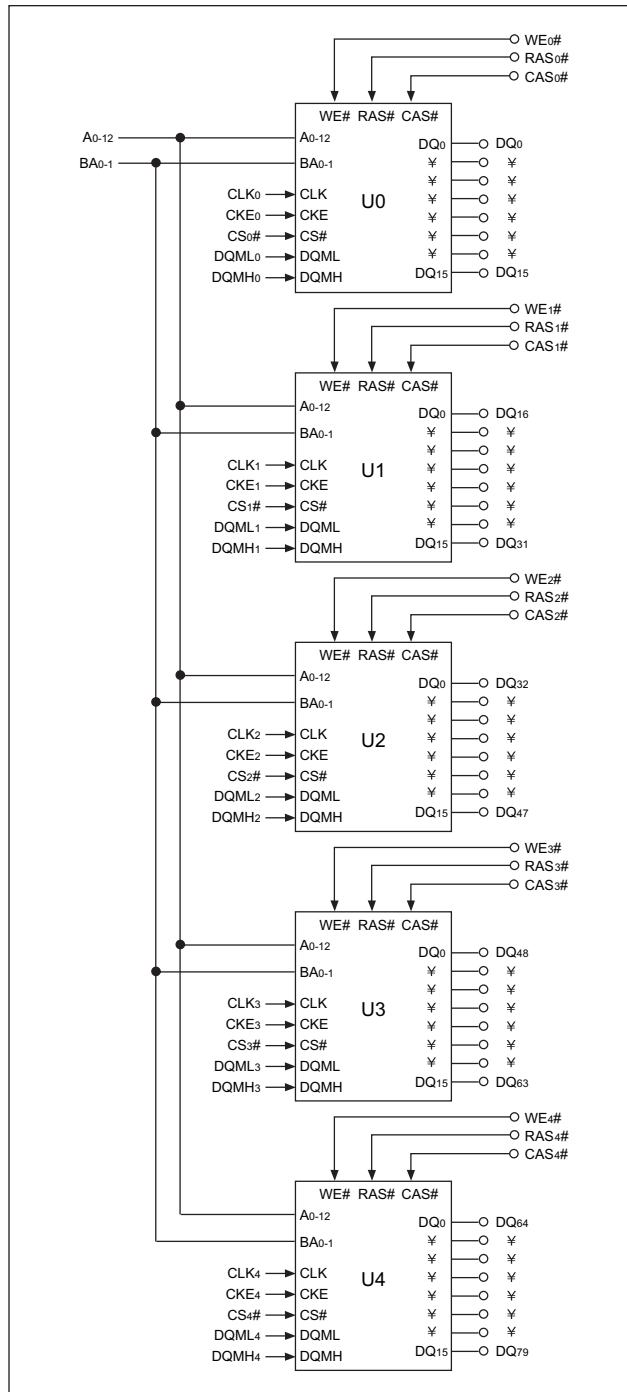 WE0#
RAS0#
CAS0#
WE# RAS# CAS#
A0-12 A0-12 DQ0 DQ0
BA0-1 BA0-1 ¥ ¥
CLK0 CLK ¥ ¥
CKE0 CKE U0 ¥ ¥
CS0# CS# ¥ ¥
DQML0 DQML ¥ ¥
DQMH0 DQMH ¥ ¥
DQ15 DQ15
WE1#
RAS1#
CAS1#
WE# RAS# CAS#
A0-12 DQ0 DQ16
BA0-1 ¥ ¥
CLK1 CLK ¥ ¥
CKE1 CKE U1 ¥ ¥
CS1# CS# ¥ ¥
DQML1 DQML ¥ ¥
DQMH1 DQMH ¥ ¥
DQ15 DQ31
WE2#
RAS2#
CAS2#
WE# RAS# CAS#
A0-12 DQ0 DQ32
BA0-1 ¥ ¥
CLK2 CLK ¥ ¥
CKE2 CKE U2 ¥ ¥
CS2# CS# ¥ ¥
DQML2 DQML ¥ ¥
DQMH2 DQMH ¥ ¥
DQ15 DQ47
WE3#
RAS3#
CAS3#
WE# RAS# CAS#
A0-12 DQ0 DQ48
BA0-1 ¥ ¥
CLK3 CLK ¥ ¥
CKE3 CKE U3 ¥ ¥
CS3# CS# ¥ ¥
DQML3 DQML ¥ ¥
DQMH3 DQMH ¥ ¥
DQ15 DQ63
WE4#
RAS4#
CAS4#
WE# RAS# CAS#
A0-12 DQ0 DQ64
BA0-1 ¥ ¥
CLK4 CLK ¥ ¥
CKE4 CKE U4 ¥ ¥
CS4# CS# ¥ ¥
DQML4 DQML ¥ ¥
DQMH4 DQMH ¥ ¥
DQ15 DQ79